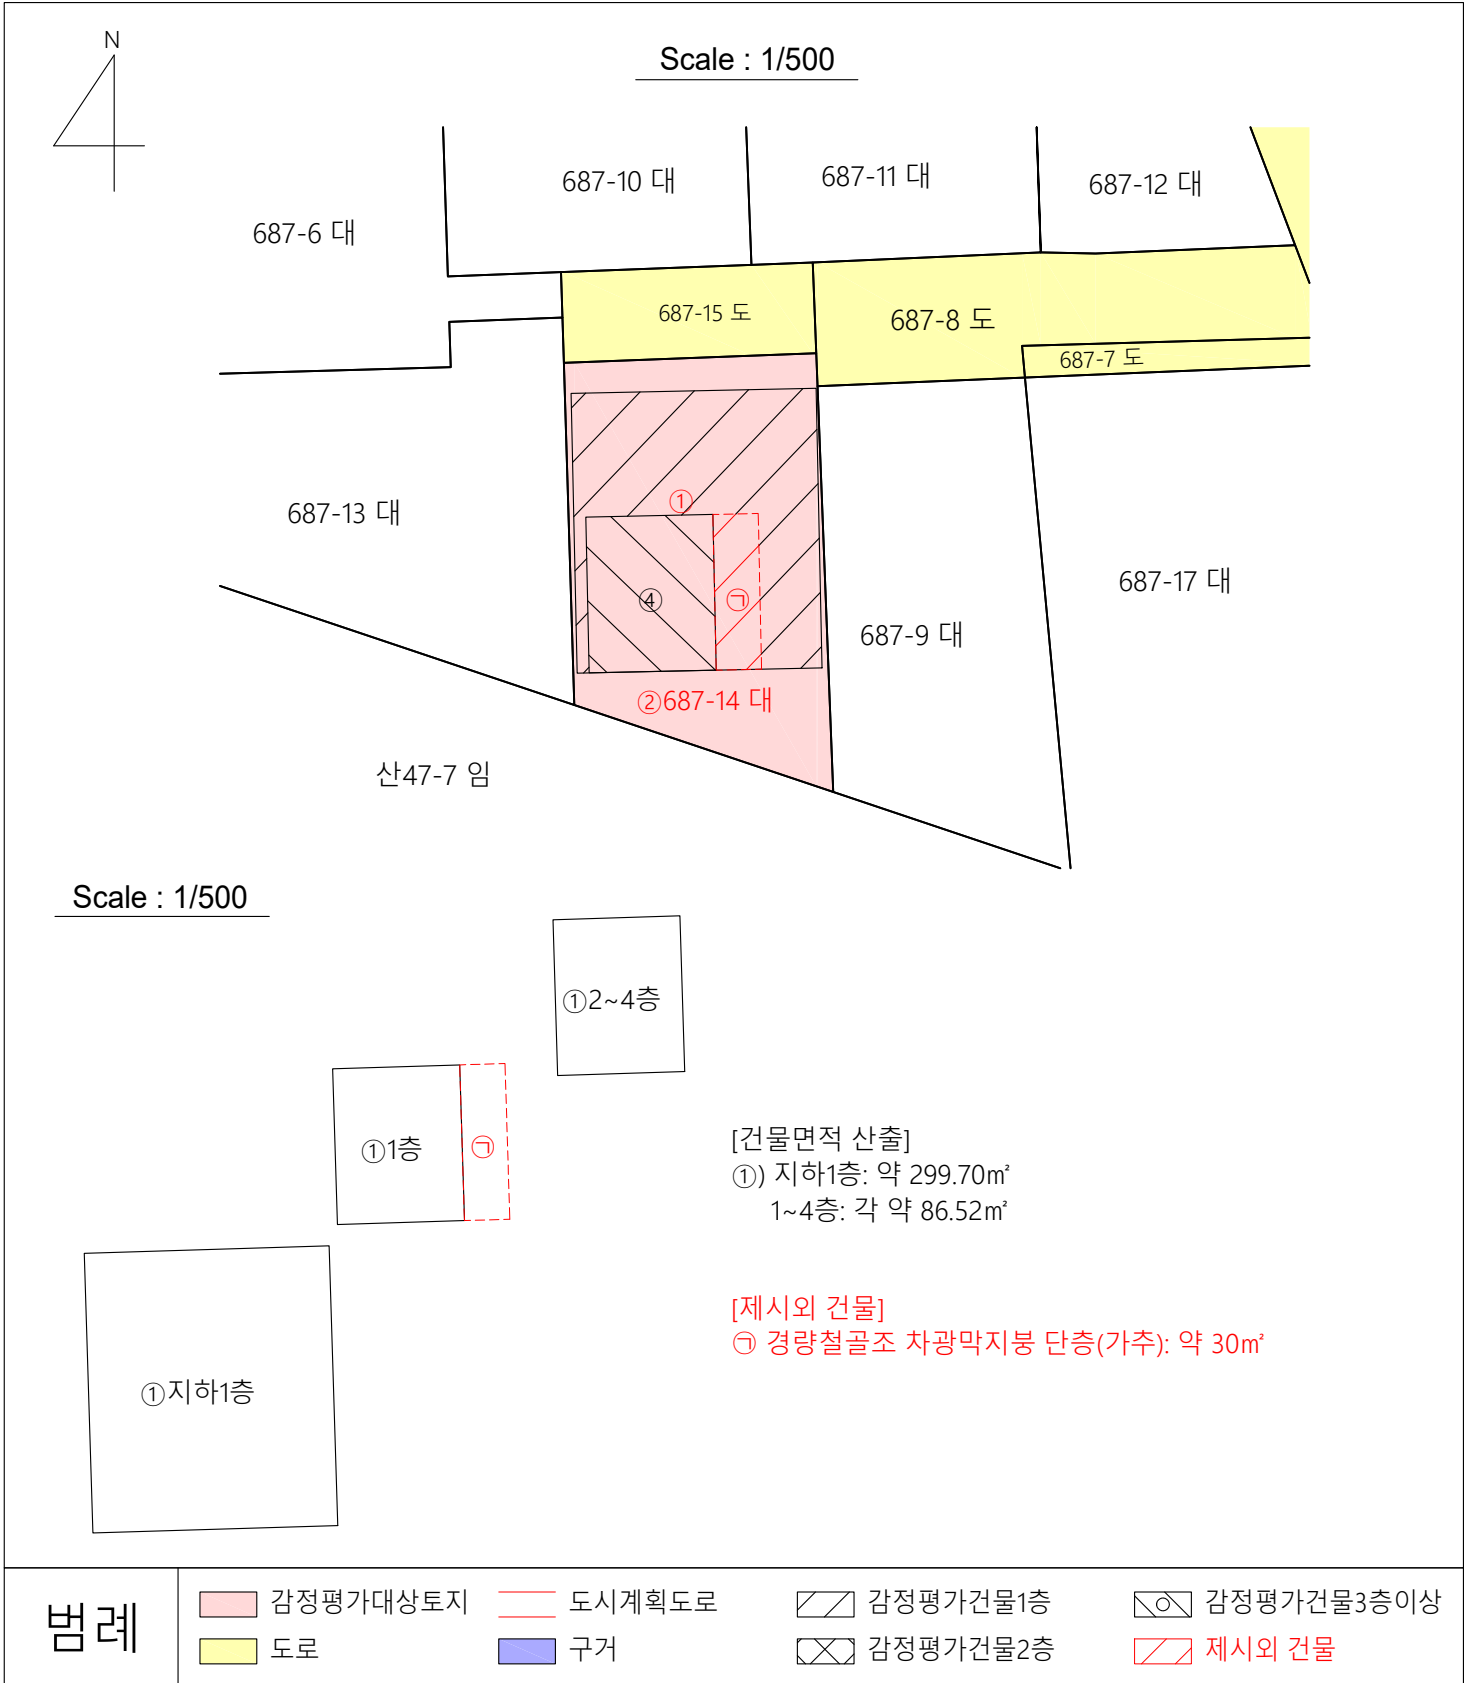 N
Scale : 1/500
687-10 대
687-11 대
687-12 대
687-6 대
687-15 도
687-8 도
687-7 도
①
687-13 대
687-17 대
④
㉠
687-9 대
②687-14 대
산47-7 임
Scale : 1/500
①2~4층
①1층
㉠
[건물면적 산출]
①) 지하1층: 약 299.70㎡
1~4층: 각 약 86.52㎡
[제시외 건물]
㉠ 경량철골조 차광막지붕 단층(가추): 약 30㎡
①지하1층
범례
감정평가대상토지
도시계획도로
감정평가건물1층
감정평가건물3층이상
도로
구거
감정평가건물2층
제시외 건물